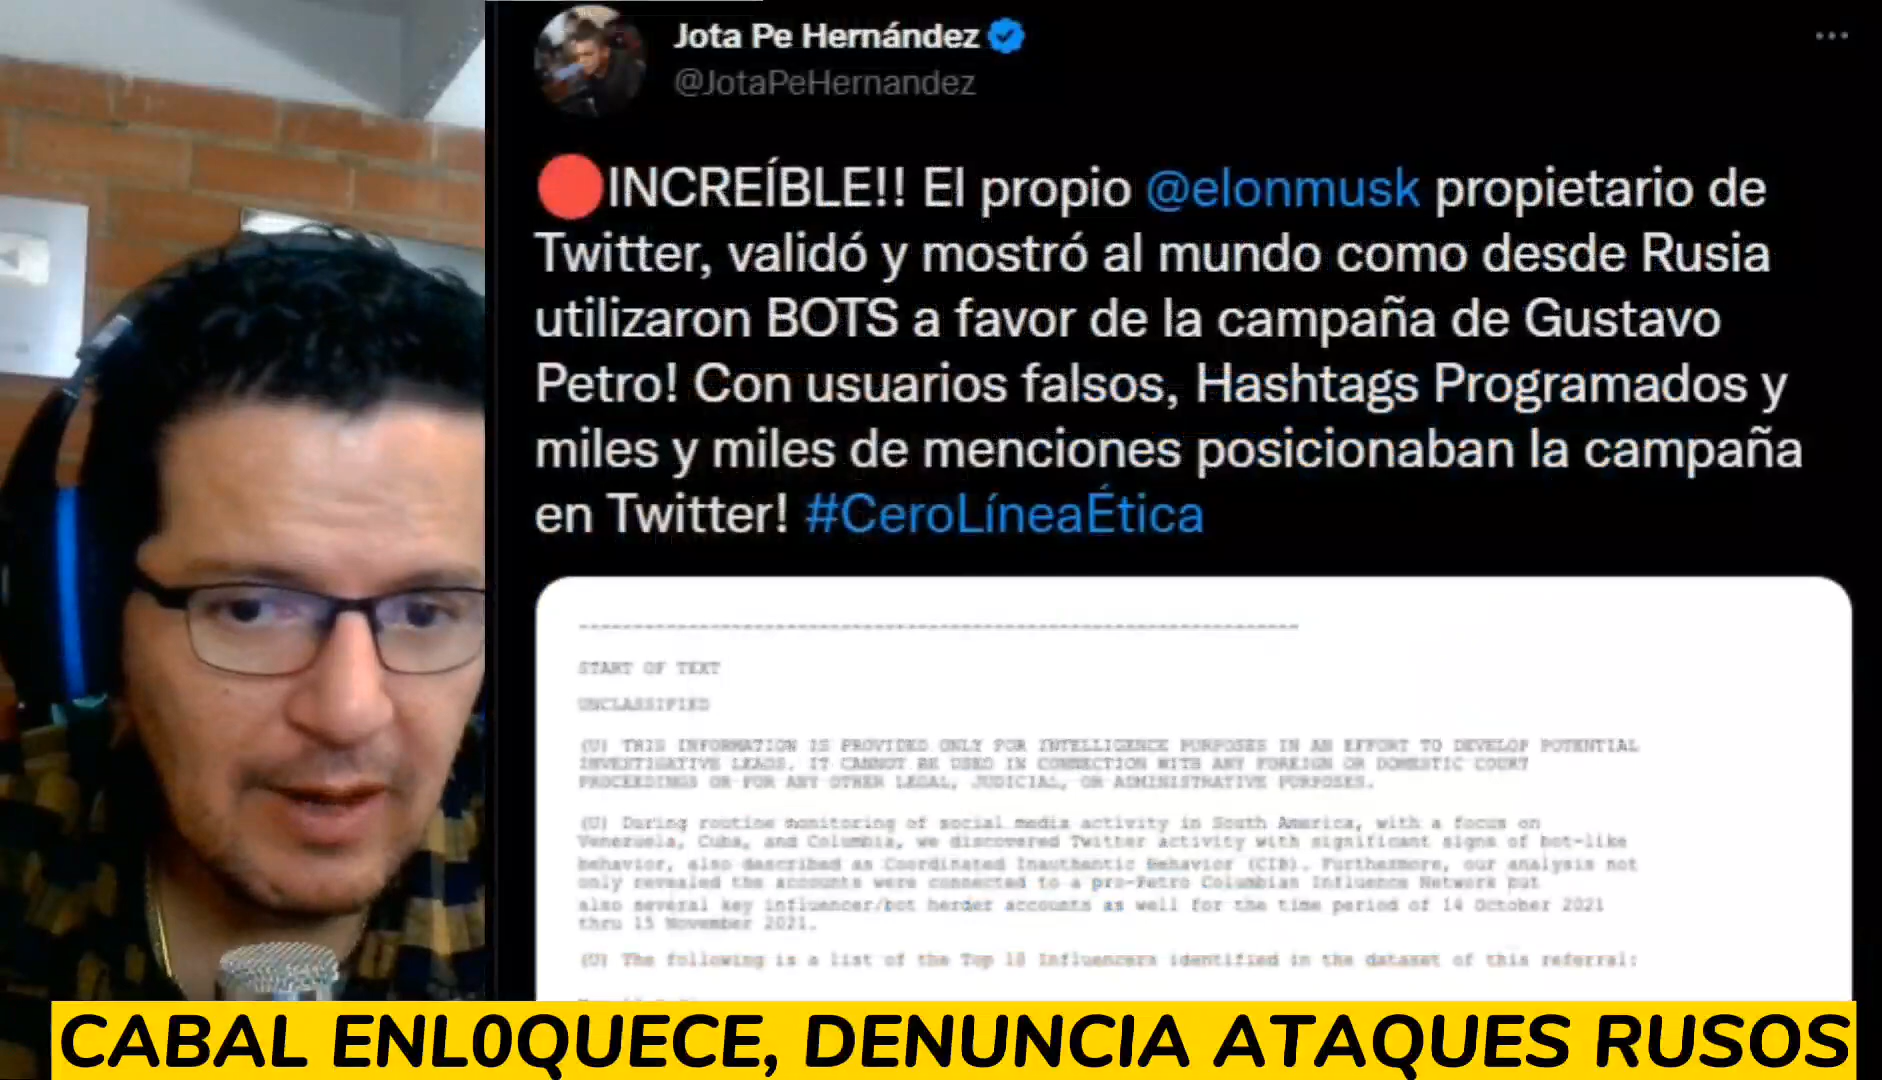 Jota Pe Hernández
@JotaPeHernandez
INCREÍBLE!! El propio @elonmusk propietario de
Twitter, validó y mostró al mundo como desde Rusia
utilizaron BOTS a favor de la campaña de Gustavo
Petro! Con usuarios falsos, Hashtags Programados y
miles y miles de menciones posicionaban la campaña
en Twitter! #CeroLíneaÉtica
START OF TEXT
UNCLASSIFIED
(U) THIS INFORMATION IS PROVIDED ONLY FOR INTELLIGENCE PURPOSES IN AN EFFORT TO DEVELOP POTENTIAL
INVESTIGATIVE LEADS. IT CANNOT BE USED IN CONNECTION WITH ANY FOREIGN OR DOMESTIC COURT
PROCEEDINGS OR FOR ANY OTHER LEGAL, JUDICIAL, OR ADMINISTRATIVE PURPOSES.
(U) During routine monitoring of social media activity in South America, with a focus on
Venezuela, Cuba, and Columbia, we discovered Twitter activity with significant signs of bot-like
behavior, also described as Coordinated Inauthentic Behavior (CIB). Furthermore, our analysis not
only revealed the accounts were connected to a pro-Petro Columbian Influence Network but
also several key influencer/bot herder accounts as well for the time period of 14 October 2021
thru 15 November 2021.
(U) The following is a list of the Top 10 Influencers identified in the dataset of this referral:
CABAL ENL0QUECE, DENUNCIA ATAQUES RUSOS